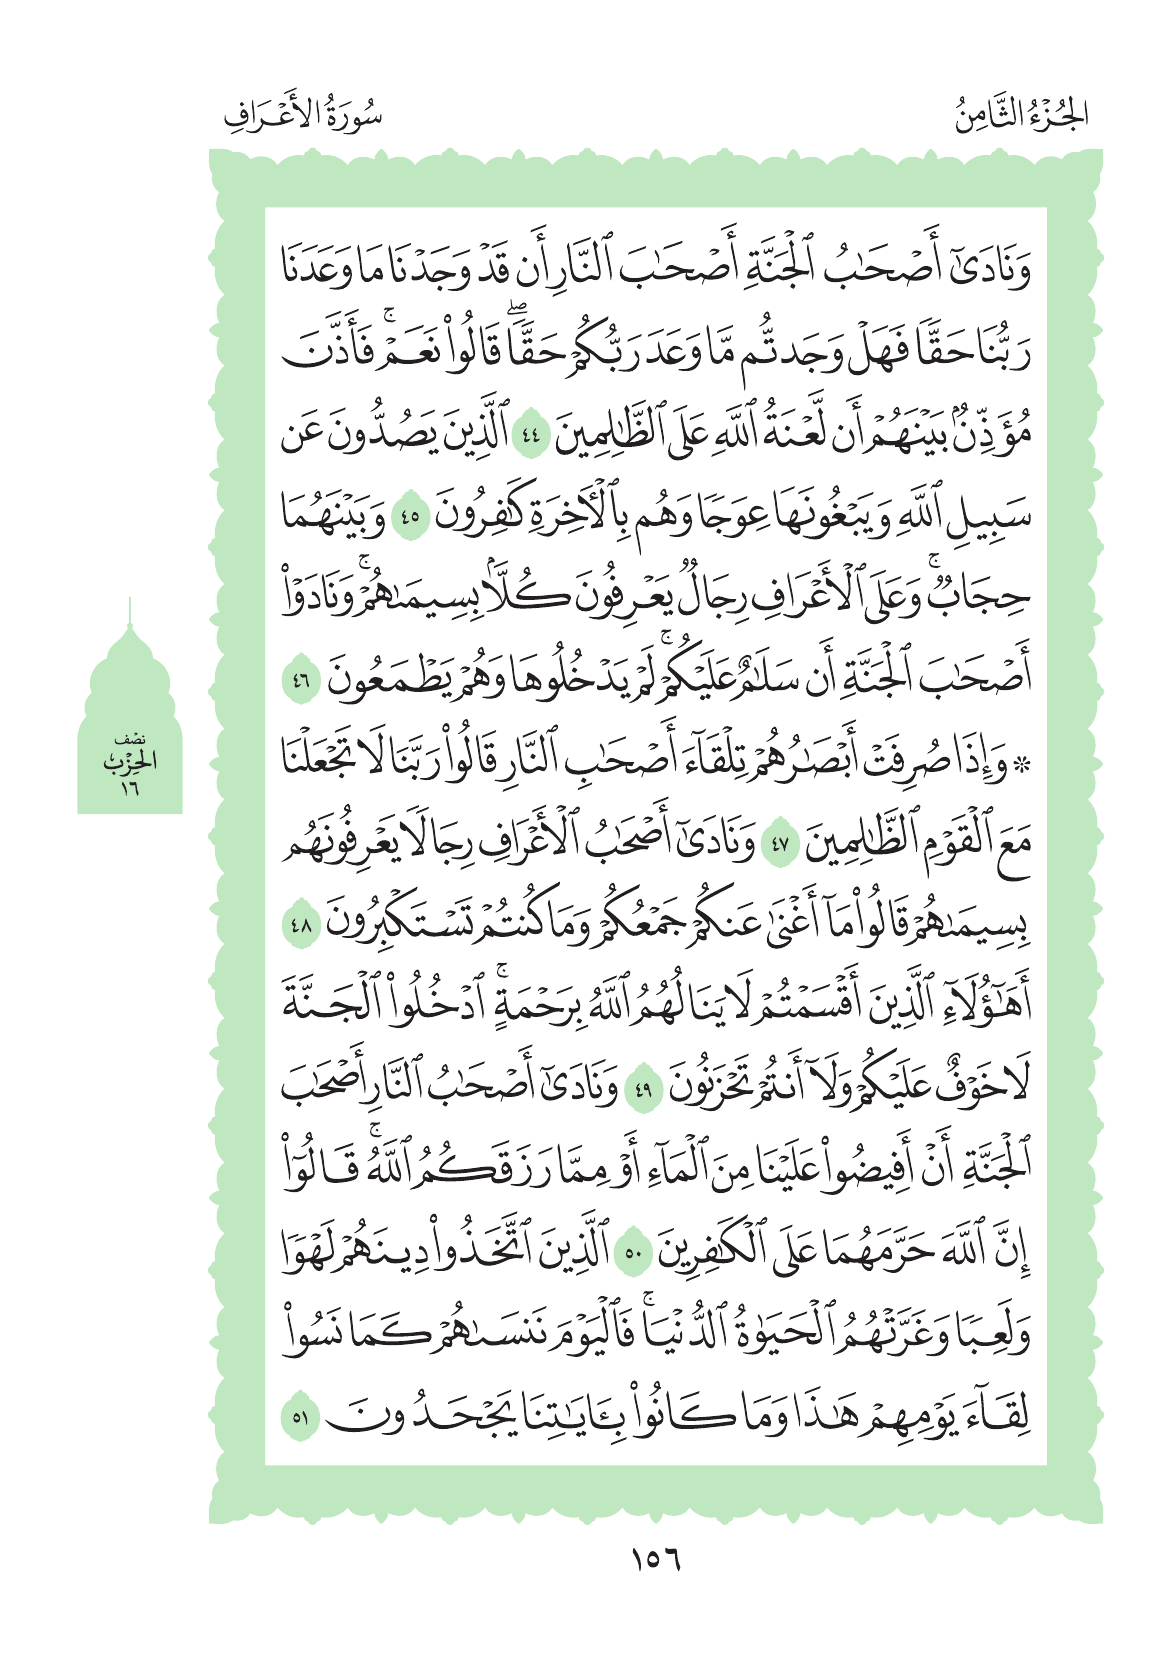 الجُزْءُ الثَّامِنُ
سُورَةُ الأَعْرَافِ
وَنَادَىٰٓ أَصْحَٰبُ ٱلْجَنَّةِ أَصْحَٰبَ ٱلنَّارِ أَن قَدْ وَجَدْنَا مَا وَعَدَنَا
رَبُّنَا حَقًّا فَهَلْ وَجَدتُّم مَّا وَعَدَ رَبُّكُمْ حَقًّاۖ قَالُوا۟ نَعَمْۚ فَأَذَّنَ
مُؤَذِّنٌۢ بَيْنَهُمْ أَن لَّعْنَةُ ٱللَّهِ عَلَى ٱلظَّٰلِمِينَ ٤٤ ٱلَّذِينَ يَصُدُّونَ عَن
سَبِيلِ ٱللَّهِ وَيَبْغُونَهَا عِوَجًا وَهُم بِٱلْءَاخِرَةِ كَٰفِرُونَ ٤٥ وَبَيْنَهُمَا
حِجَابٌۚ وَعَلَى ٱلْأَعْرَافِ رِجَالٌ يَعْرِفُونَ كُلًّۢا بِسِيمَىٰهُمْۚ وَنَادَوْا۟
أَصْحَٰبَ ٱلْجَنَّةِ أَن سَلَٰمٌ عَلَيْكُمْۚ لَمْ يَدْخُلُوهَا وَهُمْ يَطْمَعُونَ ٤٦
۞ وَإِذَا صُرِفَتْ أَبْصَٰرُهُمْ تِلْقَآءَ أَصْحَٰبِ ٱلنَّارِ قَالُوا۟ رَبَّنَا لَا تَجْعَلْنَا
مَعَ ٱلْقَوْمِ ٱلظَّٰلِمِينَ ٤٧ وَنَادَىٰٓ أَصْحَٰبُ ٱلْأَعْرَافِ رِجَالًا يَعْرِفُونَهُم
بِسِيمَىٰهُمْ قَالُوا۟ مَآ أَغْنَىٰ عَنكُمْ جَمْعُكُمْ وَمَا كُنتُمْ تَسْتَكْبِرُونَ ٤٨
أَهَٰٓؤُلَآءِ ٱلَّذِينَ أَقْسَمْتُمْ لَا يَنَالُهُمُ ٱللَّهُ بِرَحْمَةٍۚ ٱدْخُلُوا۟ ٱلْجَنَّةَ
لَا خَوْفٌ عَلَيْكُمْ وَلَآ أَنتُمْ تَحْزَنُونَ ٤٩ وَنَادَىٰٓ أَصْحَٰبُ ٱلنَّارِ أَصْحَٰبَ
ٱلْجَنَّةِ أَنْ أَفِيضُوا۟ عَلَيْنَا مِنَ ٱلْمَآءِ أَوْ مِمَّا رَزَقَكُمُ ٱللَّهُۚ قَالُوٓا۟
إِنَّ ٱللَّهَ حَرَّمَهُمَا عَلَى ٱلْكَٰفِرِينَ ٥٠ ٱلَّذِينَ ٱتَّخَذُوا۟ دِينَهُمْ لَهْوًا
وَلَعِبًا وَغَرَّتْهُمُ ٱلْحَيَوٰةُ ٱلدُّنْيَاۚ فَٱلْيَوْمَ نَنسَىٰهُمْ كَمَا نَسُوا۟
لِقَآءَ يَوْمِهِمْ هَٰذَا وَمَا كَانُوا۟ بِـَٔايَٰتِنَا يَجْحَدُونَ ٥١
نصف
الحِزْب
١٦
١٥٦